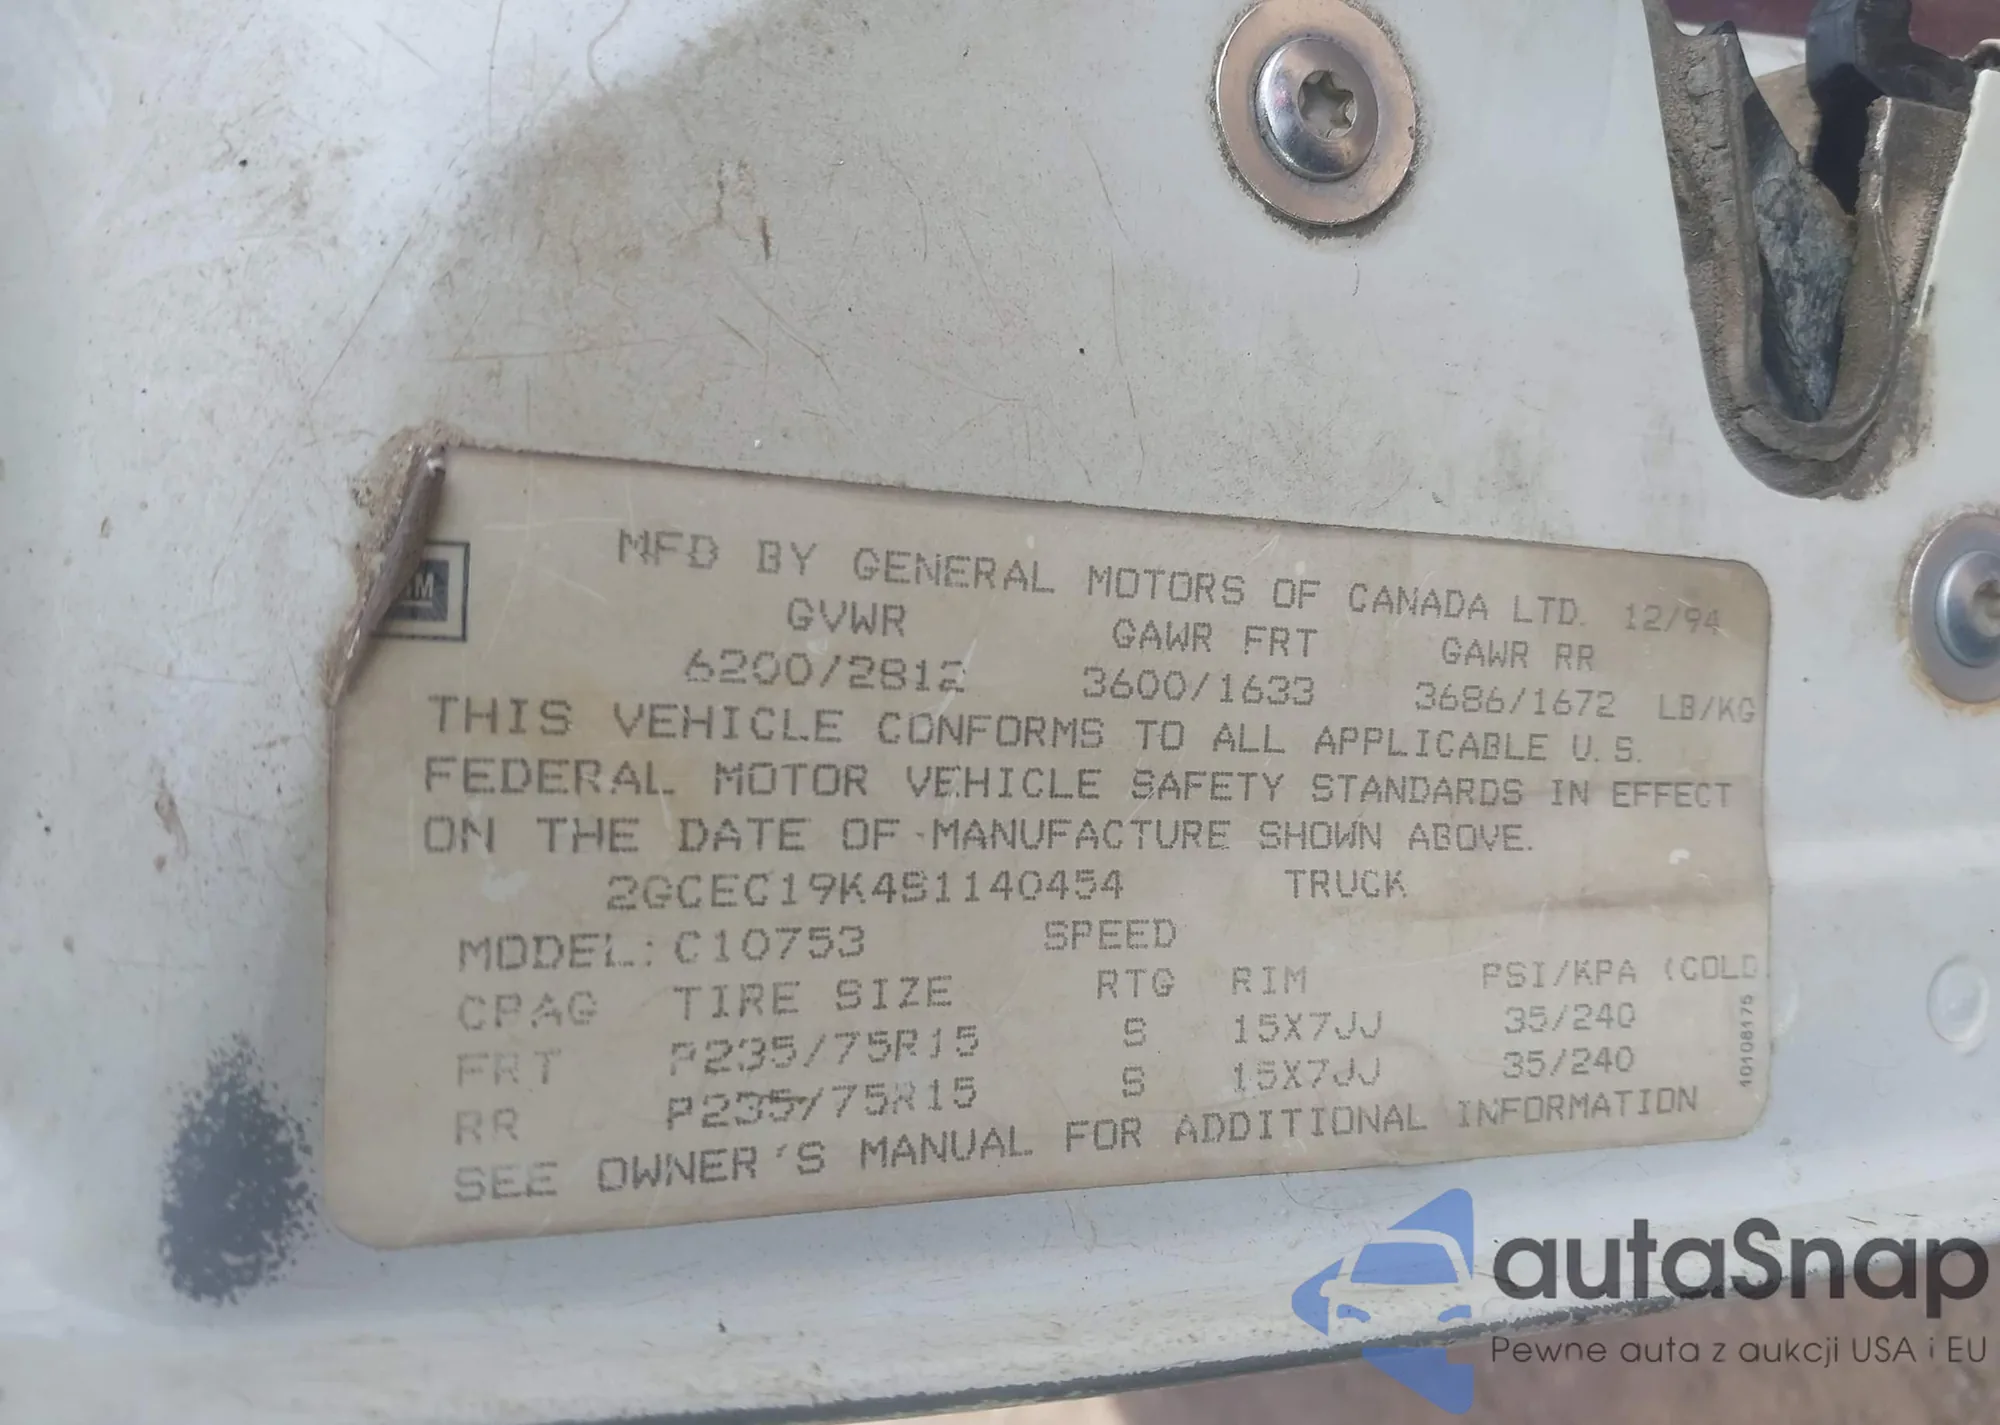 GM
MFD BY GENERAL MOTORS OF CANADA LTD. 12/94
GVWR GAWR FRT GAWR RR
6200/2812 3600/1633 3686/1672 LB/KG
THIS VEHICLE CONFORMS TO ALL APPLICABLE U.S.
FEDERAL MOTOR VEHICLE SAFETY STANDARDS IN EFFECT
ON THE DATE OF MANUFACTURE SHOWN ABOVE.
2GCEC19K4S1140454 TRUCK
MODEL: C10753 SPEED
CPAG TIRE SIZE RTG RIM PSI/KPA (COLD)
FRT P235/75R15 S 15X7JJ 35/240
RR P235/75R15 S 15X7JJ 35/240
SEE OWNER'S MANUAL FOR ADDITIONAL INFORMATION
10108175
autaSnap
Pewne auta z aukcji USA i EU